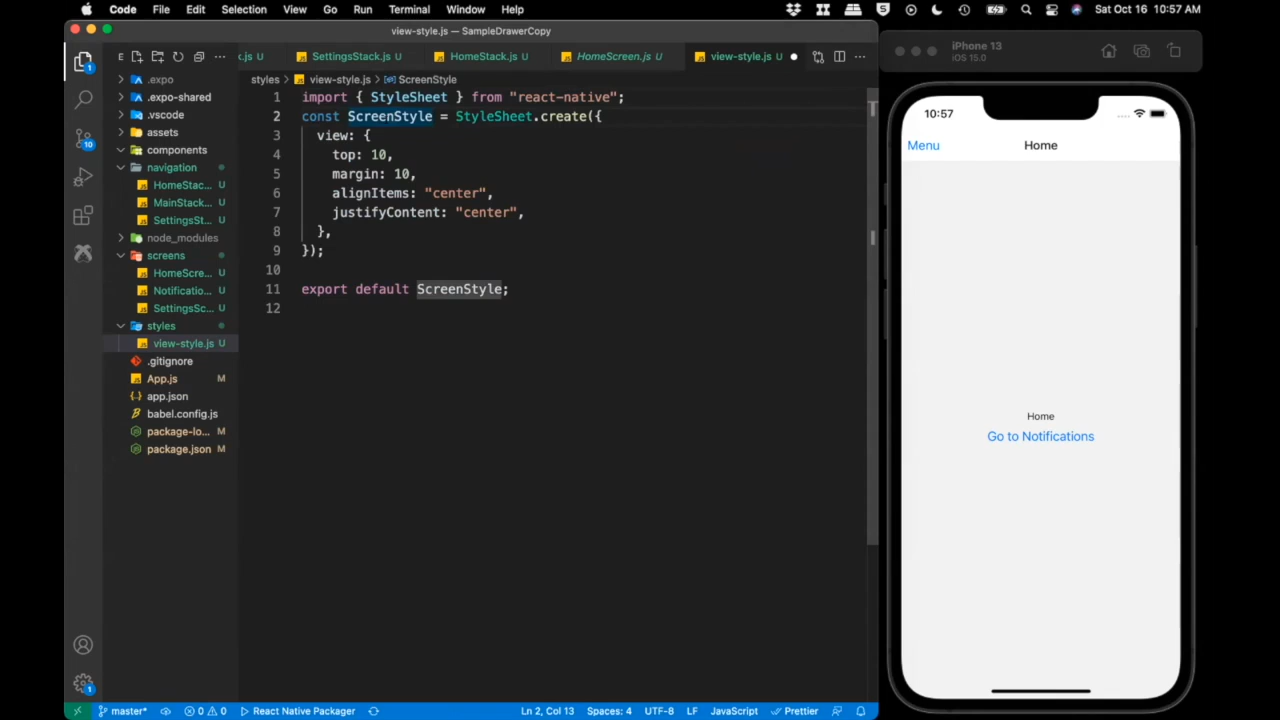 Code File Edit Selection View Go Run Terminal Window Help
Sat Oct 16 10:57 AM
view-style.js — SampleDrawerCopy
E
.expo
.expo-shared
.vscode
assets
components
navigation
HomeStac... U
MainStack... U
SettingsSt... U
node_modules
screens
HomeScre... U
Notificatio... U
SettingsSc... U
styles
view-style.js U
.gitignore
App.js M
app.json
babel.config.js
package-lo... M
package.json M
1
10
1
k.js U
SettingsStack.js U
HomeStack.js U
HomeScreen.js U
view-style.js U
styles > view-style.js > ScreenStyle
1 import { StyleSheet } from "react-native";
2 const ScreenStyle = StyleSheet.create({
3 view: {
4 top: 10,
5 margin: 10,
6 alignItems: "center",
7 justifyContent: "center",
8 },
9 });
10
11 export default ScreenStyle;
12
master* 0 0 React Native Packager
Ln 2, Col 13 Spaces: 4 UTF-8 LF JavaScript Prettier
iPhone 13
iOS 15.0
10:57
Menu Home
Home
Go to Notifications